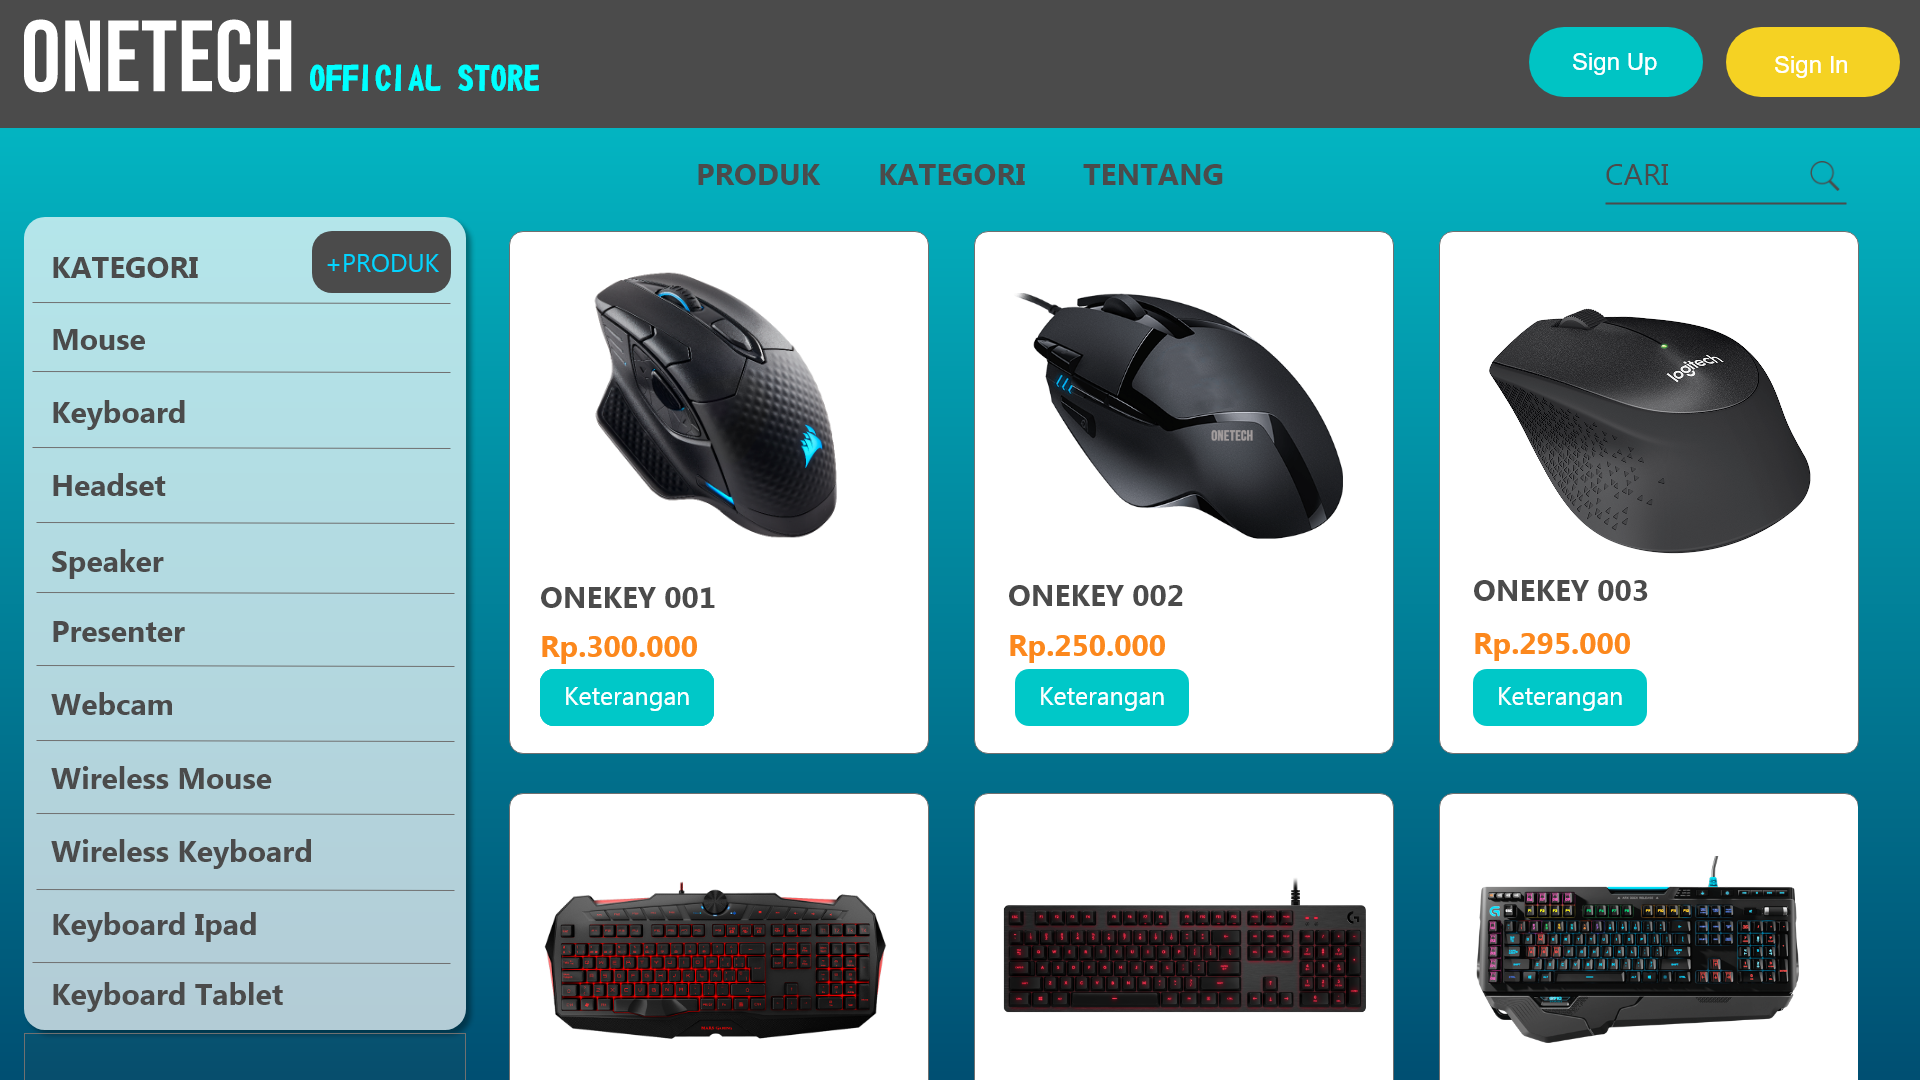 ONETECH OFFICIAL STORE
Sign Up
Sign In
PRODUK KATEGORI TENTANG
CARI
KATEGORI
+PRODUK
Mouse
Keyboard
Headset
Speaker
Presenter
Webcam
Wireless Mouse
Wireless Keyboard
Keyboard Ipad
Keyboard Tablet
ONETECH
logitech
ONEKEY 001
Rp.300.000
Keterangan
ONEKEY 002
Rp.250.000
Keterangan
ONEKEY 003
Rp.295.000
Keterangan